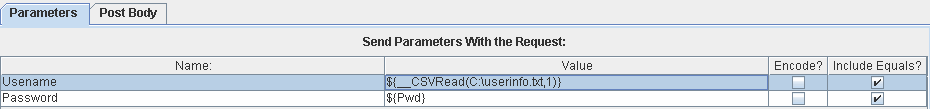 Parameters Post Body
Send Parameters With the Request:
Name: Value Encode? Include Equals?
Usename ${__CSVRead(C:\userinfo.txt,1)}
Password ${Pwd}